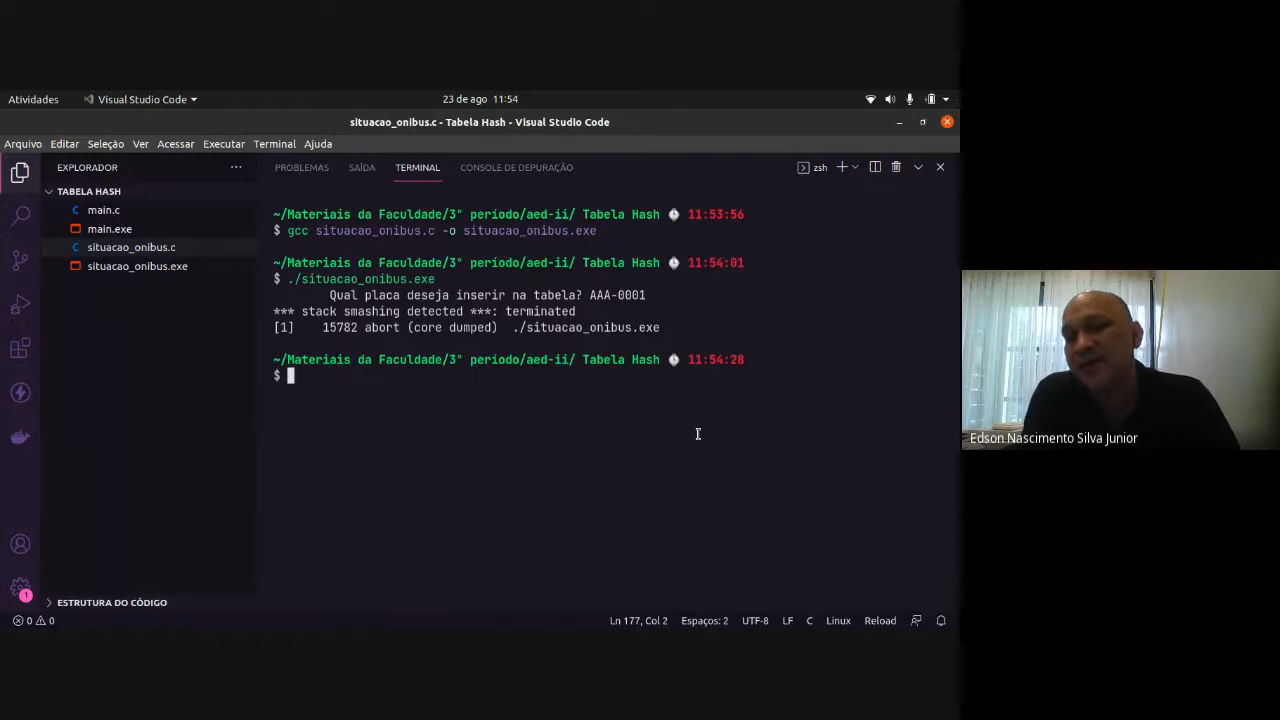 Atividades
Visual Studio Code
23 de ago 11:54
situacao_onibus.c - Tabela Hash - Visual Studio Code
Arquivo Editar Seleção Ver Acessar Executar Terminal Ajuda
EXPLORADOR
TABELA HASH
main.c
main.exe
situacao_onibus.c
situacao_onibus.exe
ESTRUTURA DO CÓDIGO
PROBLEMAS SAÍDA TERMINAL CONSOLE DE DEPURAÇÃO
zsh
~/Materiais da Faculdade/3° período/aed-ii/ Tabela Hash 11:53:56
$ gcc situacao_onibus.c -o situacao_onibus.exe
~/Materiais da Faculdade/3° período/aed-ii/ Tabela Hash 11:54:01
$ ./situacao_onibus.exe
Qual placa deseja inserir na tabela? AAA-0001
*** stack smashing detected ***: terminated
[1] 15782 abort (core dumped) ./situacao_onibus.exe
~/Materiais da Faculdade/3° período/aed-ii/ Tabela Hash 11:54:28
$
1
0 0
Ln 177, Col 2 Espaços: 2 UTF-8 LF C Linux Reload
Edson Nascimento Silva Junior